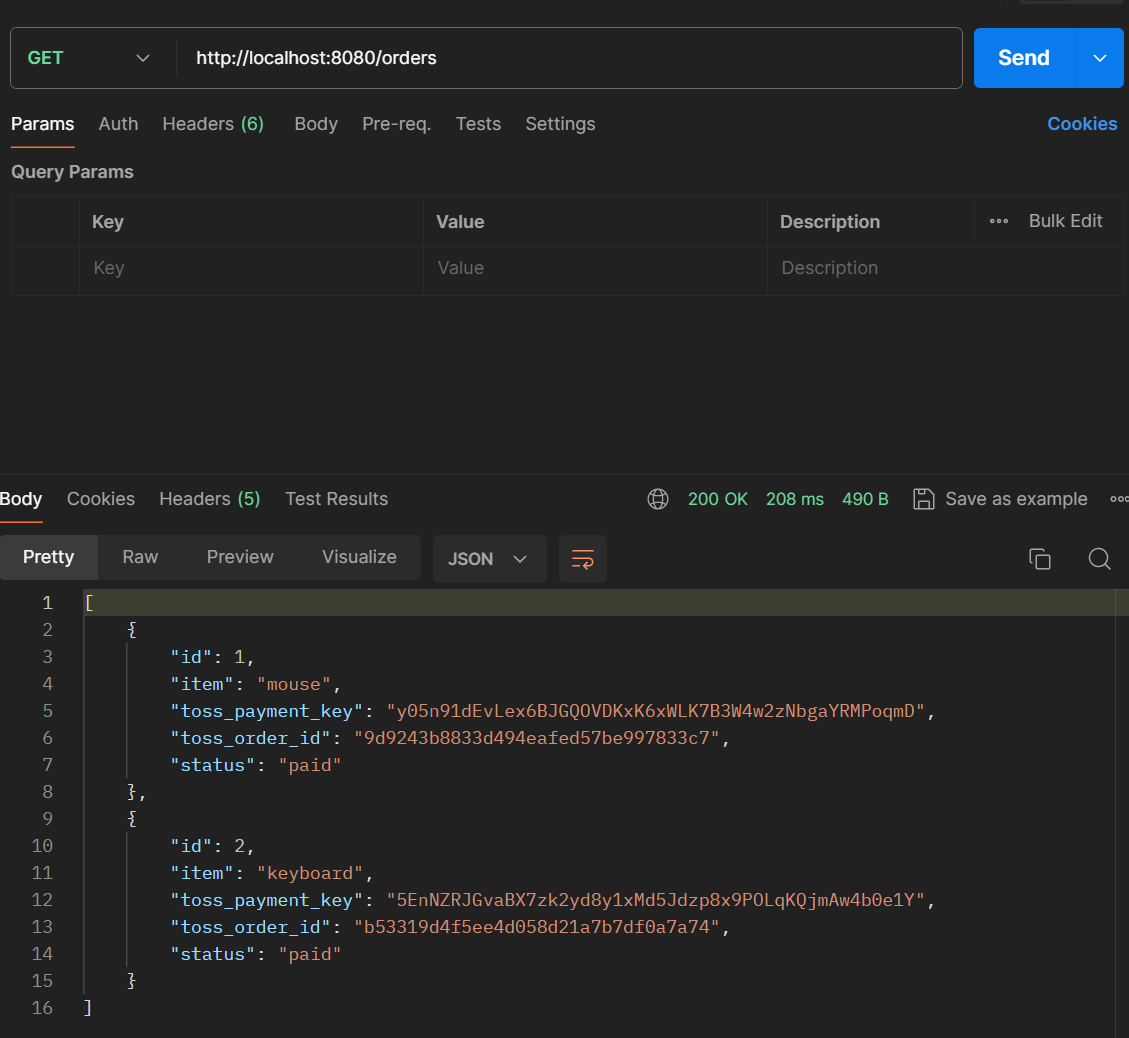 GET http://localhost:8080/orders Send
Params Auth Headers (6) Body Pre-req. Tests Settings Cookies
Query Params
Key Value Description Bulk Edit
Key Value Description
Body Cookies Headers (5) Test Results 200 OK 208 ms 490 B Save as example
Pretty Raw Preview Visualize JSON
1 [
2 {
3 "id": 1,
4 "item": "mouse",
5 "toss_payment_key": "y05n91dEvLex6BJGQOVDKxK6xWLK7B3W4w2zNbgaYRMPoqmD",
6 "toss_order_id": "9d9243b8833d494eafed57be997833c7",
7 "status": "paid"
8 },
9 {
10 "id": 2,
11 "item": "keyboard",
12 "toss_payment_key": "5EnNZRJGvaBX7zk2yd8y1xMd5Jdzp8x9POLqKQjmAw4b0e1Y",
13 "toss_order_id": "b53319d4f5ee4d058d21a7b7df0a7a74",
14 "status": "paid"
15 }
16 ]